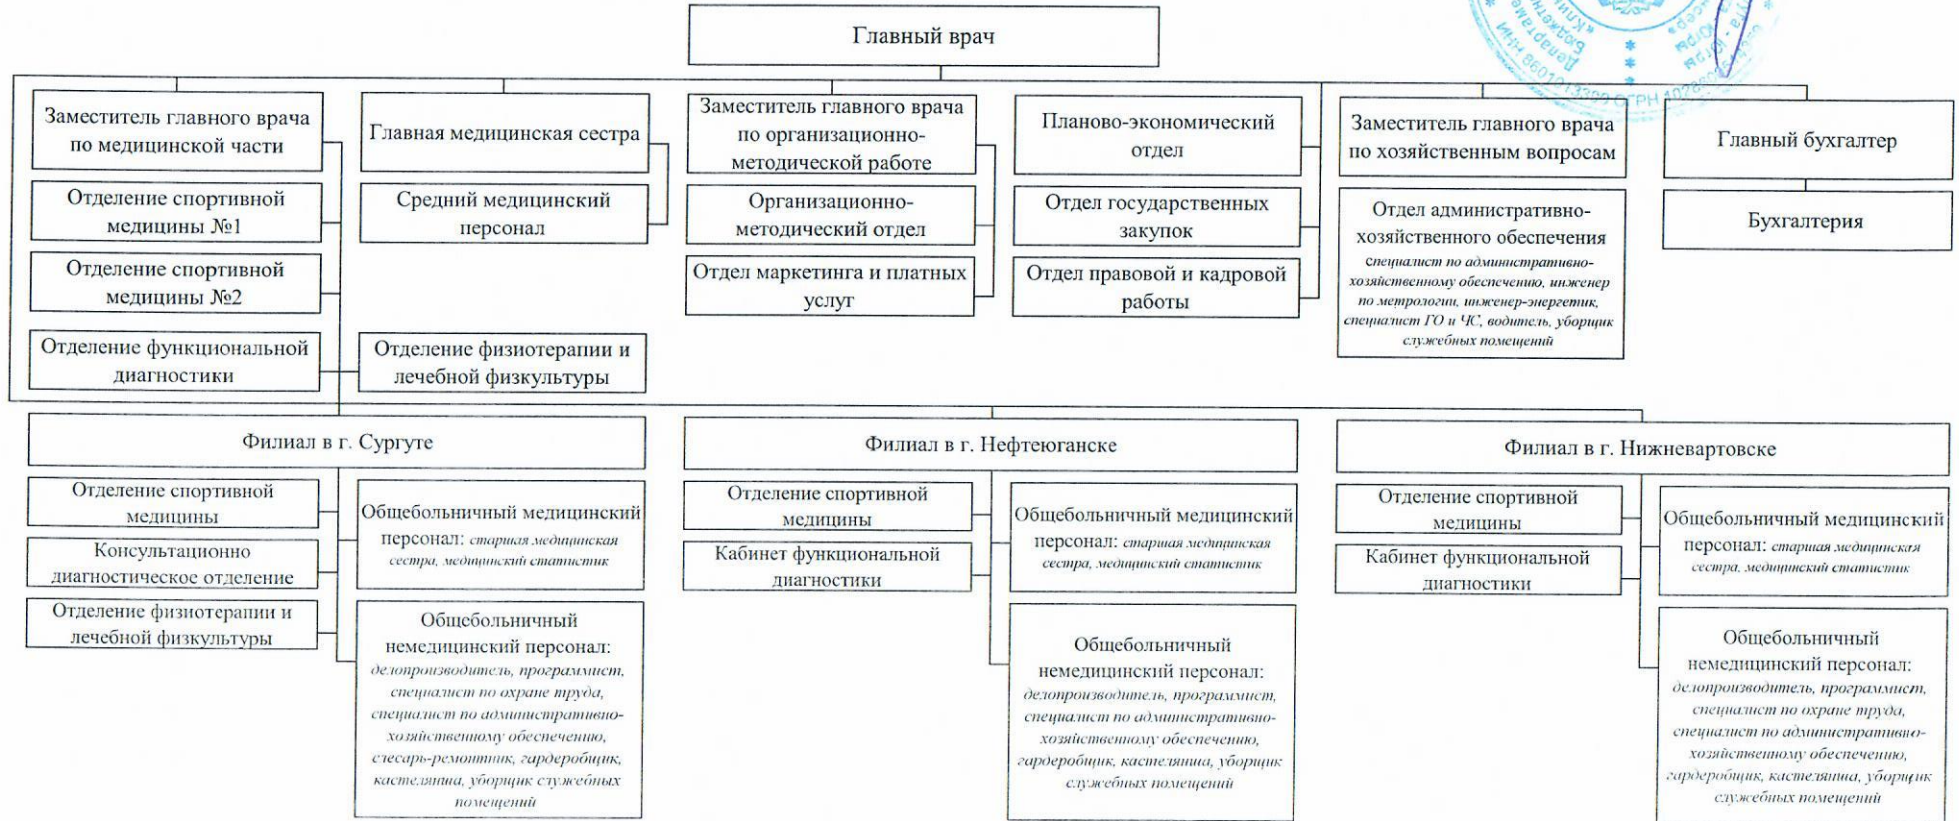 Главный врач
Заместитель главного врача
по медицинской части
Главная медицинская сестра
Заместитель главного врача
по организационно-
методической работе
Планово-экономический
отдел
Заместитель главного врача
по хозяйственным вопросам
Главный бухгалтер
Отделение спортивной
медицины №1
Средний медицинский
персонал
Организационно-
методический отдел
Отдел государственных
закупок
Отдел административно-
хозяйственного обеспечения
специалист по административно-
хозяйственному обеспечению, инженер
по метрологии, инженер-энергетик,
специалист ГО и ЧС, водитель, уборщик
служебных помещений
Бухгалтерия
Отделение спортивной
медицины №2
Отдел маркетинга и платных
услуг
Отдел правовой и кадровой
работы
Отделение функциональной
диагностики
Отделение физиотерапии и
лечебной физкультуры
Филиал в г. Сургуте
Филиал в г. Нефтеюганске
Филиал в г. Нижневартовске
Отделение спортивной
медицины
Консультационно
диагностическое отделение
Отделение физиотерапии и
лечебной физкультуры
Общебольничный медицинский
персонал: старшая медицинская
сестра, медицинский статистик
Общебольничный
немедицинский персонал:
делопроизводитель, программист,
специалист по охране труда,
специалист по административно-
хозяйственному обеспечению,
слесарь-ремонтник, гардеробщик,
кастелянша, уборщик служебных
помещений
Отделение спортивной
медицины
Кабинет функциональной
диагностики
Общебольничный медицинский
персонал: старшая медицинская
сестра, медицинский статистик
Общебольничный
немедицинский персонал:
делопроизводитель, программист,
специалист по административно-
хозяйственному обеспечению,
гардеробщик, кастелянша, уборщик
служебных помещений
Отделение спортивной
медицины
Кабинет функциональной
диагностики
Общебольничный медицинский
персонал: старшая медицинская
сестра, медицинский статистик
Общебольничный
немедицинский персонал:
делопроизводитель, программист,
специалист по охране труда,
специалист по административно-
хозяйственному обеспечению,
гардеробщик, кастелянша, уборщик
служебных помещений